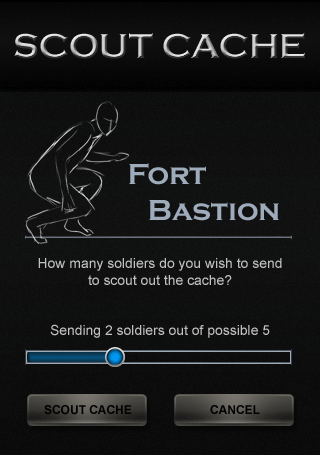 SCOUT CACHE
FORT
BASTION
How many soldiers do you wish to send
to scout out the cache?
Sending 2 soldiers out of possible 5
SCOUT CACHE
CANCEL